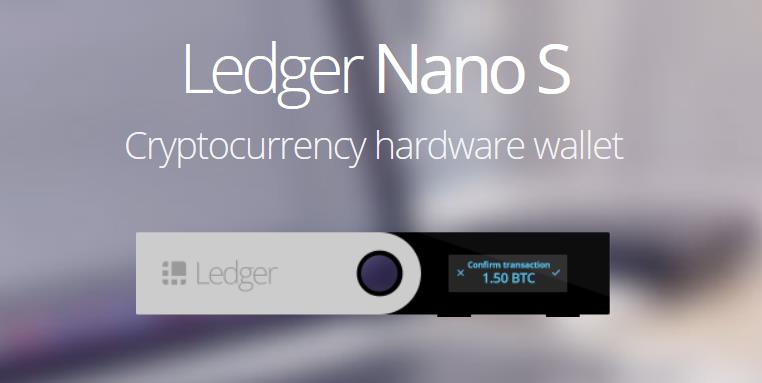 Ledger Nano S
Cryptocurrency hardware wallet
Ledger
Confirm transaction
1.50 BTC